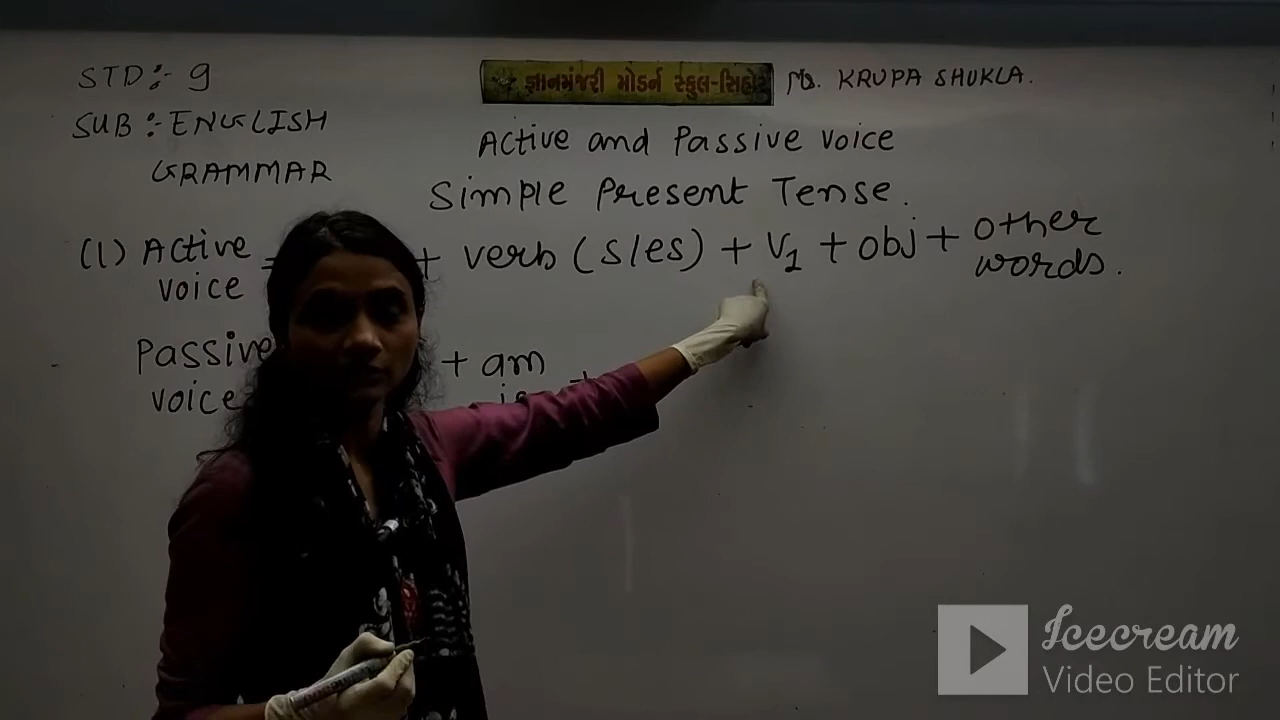 STD:- 9
જ્ઞાનમંજરી મોડર્ન સ્કુલ-સિહોર
Ms. KRUPA SHUKLA.
SUB:- ENGLISH
GRAMMAR
Active and Passive voice
Simple Present Tense.
(1) Active voice = + verb (s/es) + V1 + obj + other words.
Passive voice + am
is +
Icecream
Video Editor